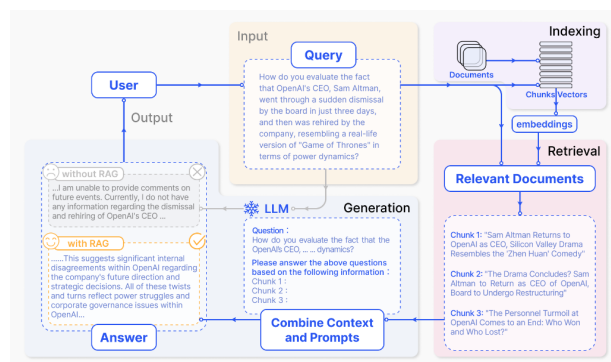 Input
Indexing
Query
User
Documents
Chunks Vectors
How do you evaluate the fact
that OpenAI's CEO, Sam Altman,
went through a sudden dismissal
by the board in just three days,
and then was rehired by the
company, resembling a real-life
version of "Game of Thrones" in
terms of power dynamics?
embeddings
Output
Retrieval
Relevant Documents
without RAG
...I am unable to provide comments on
future events. Currently, I do not have
any information regarding the dismissal
and rehiring of OpenAI's CEO ...
LLM
Generation
Question :
How do you evaluate the fact that the
OpenAI's CEO, ... ... dynamics?
Please answer the above questions
based on the following information :
Chunk 1 :
Chunk 2 :
Chunk 3 :
Chunk 1: "Sam Altman Returns to
OpenAI as CEO, Silicon Valley Drama
Resembles the 'Zhen Huan' Comedy"
Chunk 2: "The Drama Concludes? Sam
Altman to Return as CEO of OpenAI,
Board to Undergo Restructuring"
Chunk 3: "The Personnel Turmoil at
OpenAI Comes to an End: Who Won
and Who Lost?"
with RAG
......This suggests significant internal
disagreements within OpenAI regarding
the company's future direction and
strategic decisions. All of these twists
and turns reflect power struggles and
corporate governance issues within
OpenAI...
Answer
Combine Context
and Prompts